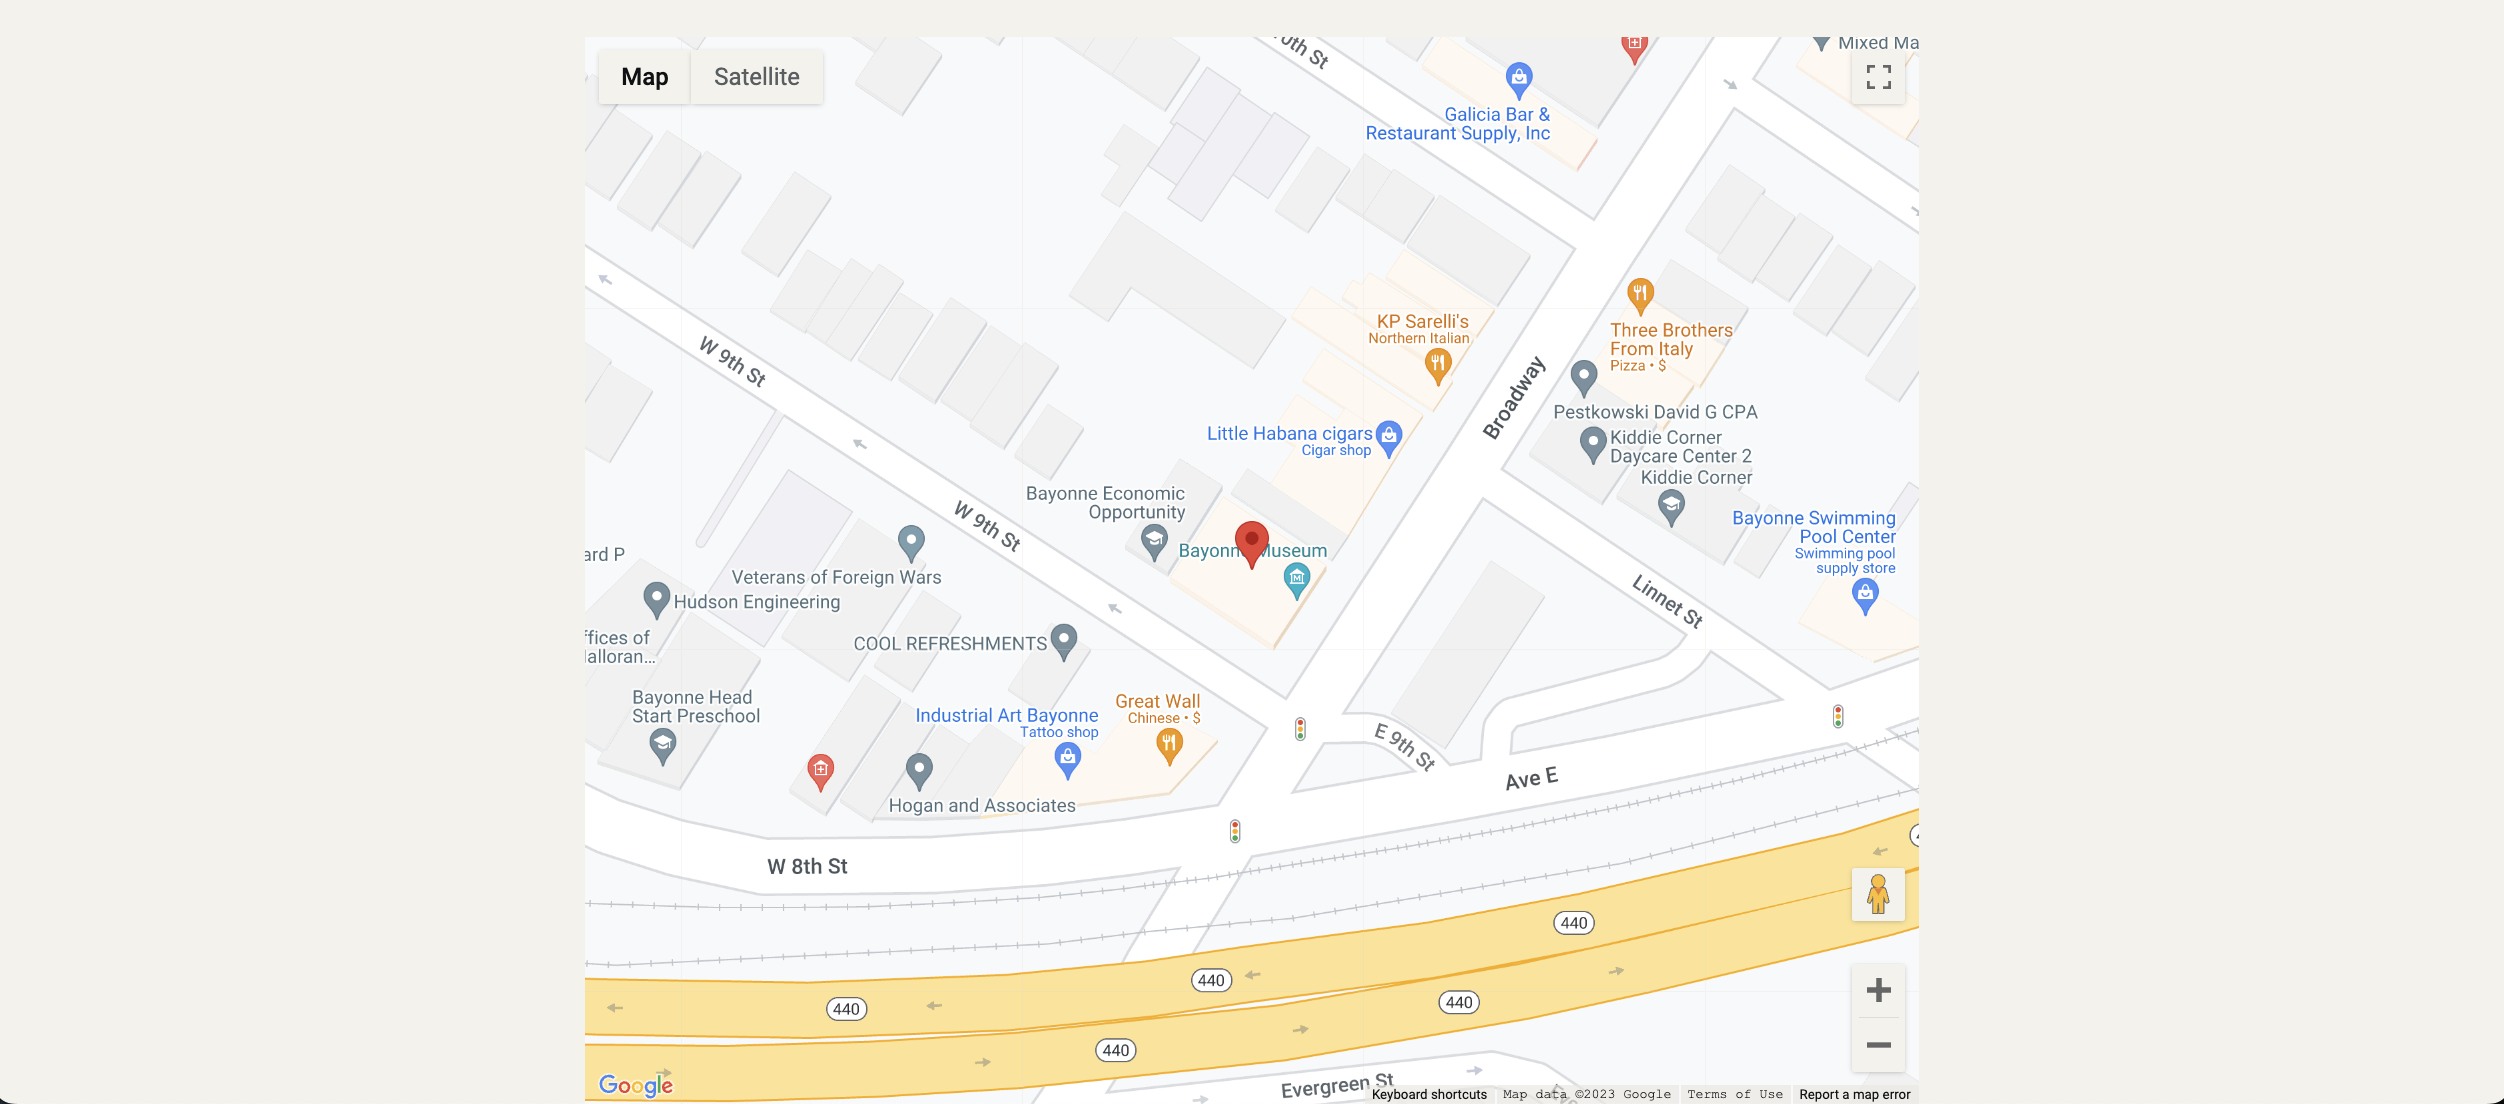 Map
Satellite
10th St
Mixed Ma
Galicia Bar &
Restaurant Supply, Inc
KP Sarelli's
Northern Italian
Three Brothers
From Italy
Pizza • $
W 9th St
Broadway
Pestkowski David G CPA
Little Habana cigars
Cigar shop
Kiddie Corner
Daycare Center 2
Kiddie Corner
Bayonne Economic
Opportunity
W 9th St
Bayonne Swimming
Pool Center
Swimming pool
supply store
Bayonne Museum
ard P
Veterans of Foreign Wars
Hudson Engineering
Linnet St
ffices of
alloran...
COOL REFRESHMENTS
Bayonne Head
Start Preschool
Great Wall
Chinese • $
Industrial Art Bayonne
Tattoo shop
E 9th St
Ave E
Hogan and Associates
W 8th St
440
440
440
440
440
Google
Evergreen St
Keyboard shortcuts
Map data ©2023 Google
Terms of Use
Report a map error